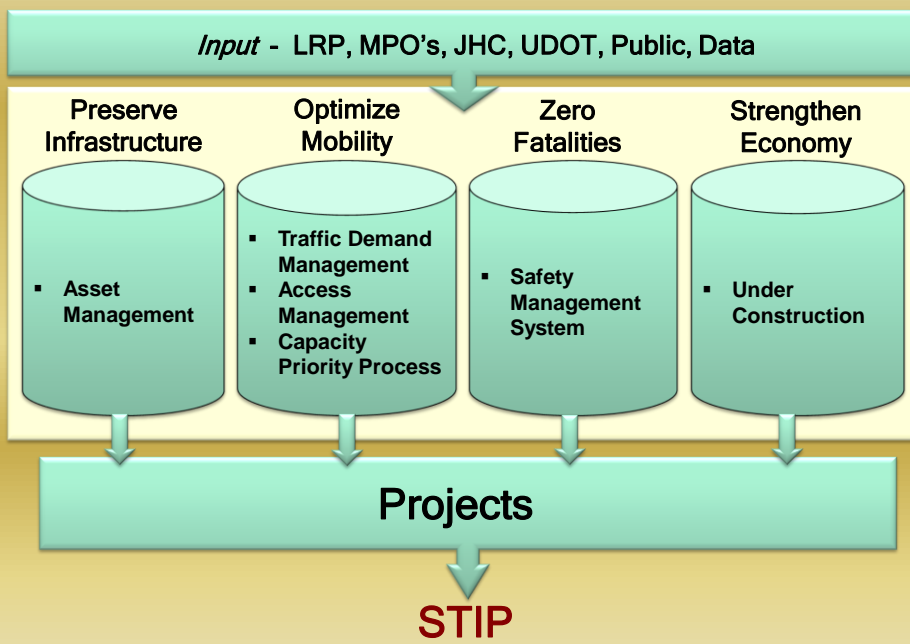 Input - LRP, MPO's, JHC, UDOT, Public, Data
Preserve
Infrastructure
Optimize
Mobility
Zero
Fatalities
Strengthen
Economy
▪ Asset
Management
▪ Traffic Demand
Management
▪ Access
Management
▪ Capacity
Priority Process
▪ Safety
Management
System
▪ Under
Construction
Projects
STIP